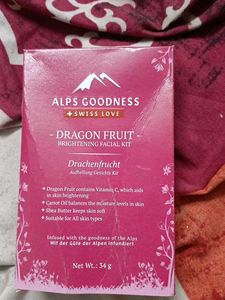 ALPS GOODNESS
SWISS LOVE
- DRAGON FRUIT -
BRIGHTENING FACIAL KIT
Drachenfrucht
Aufhellung Gesichts Kit
• Dragon Fruit contains Vitamin C, which aids
in skin brightening
• Carrot Oil balances the moisture levels in skin
• Shea Butter keeps skin soft
• Suitable for All skin types
Infused with the goodness of the Alps
Mit der Güte der Alpen infundiert
Net Wt.: 34 g